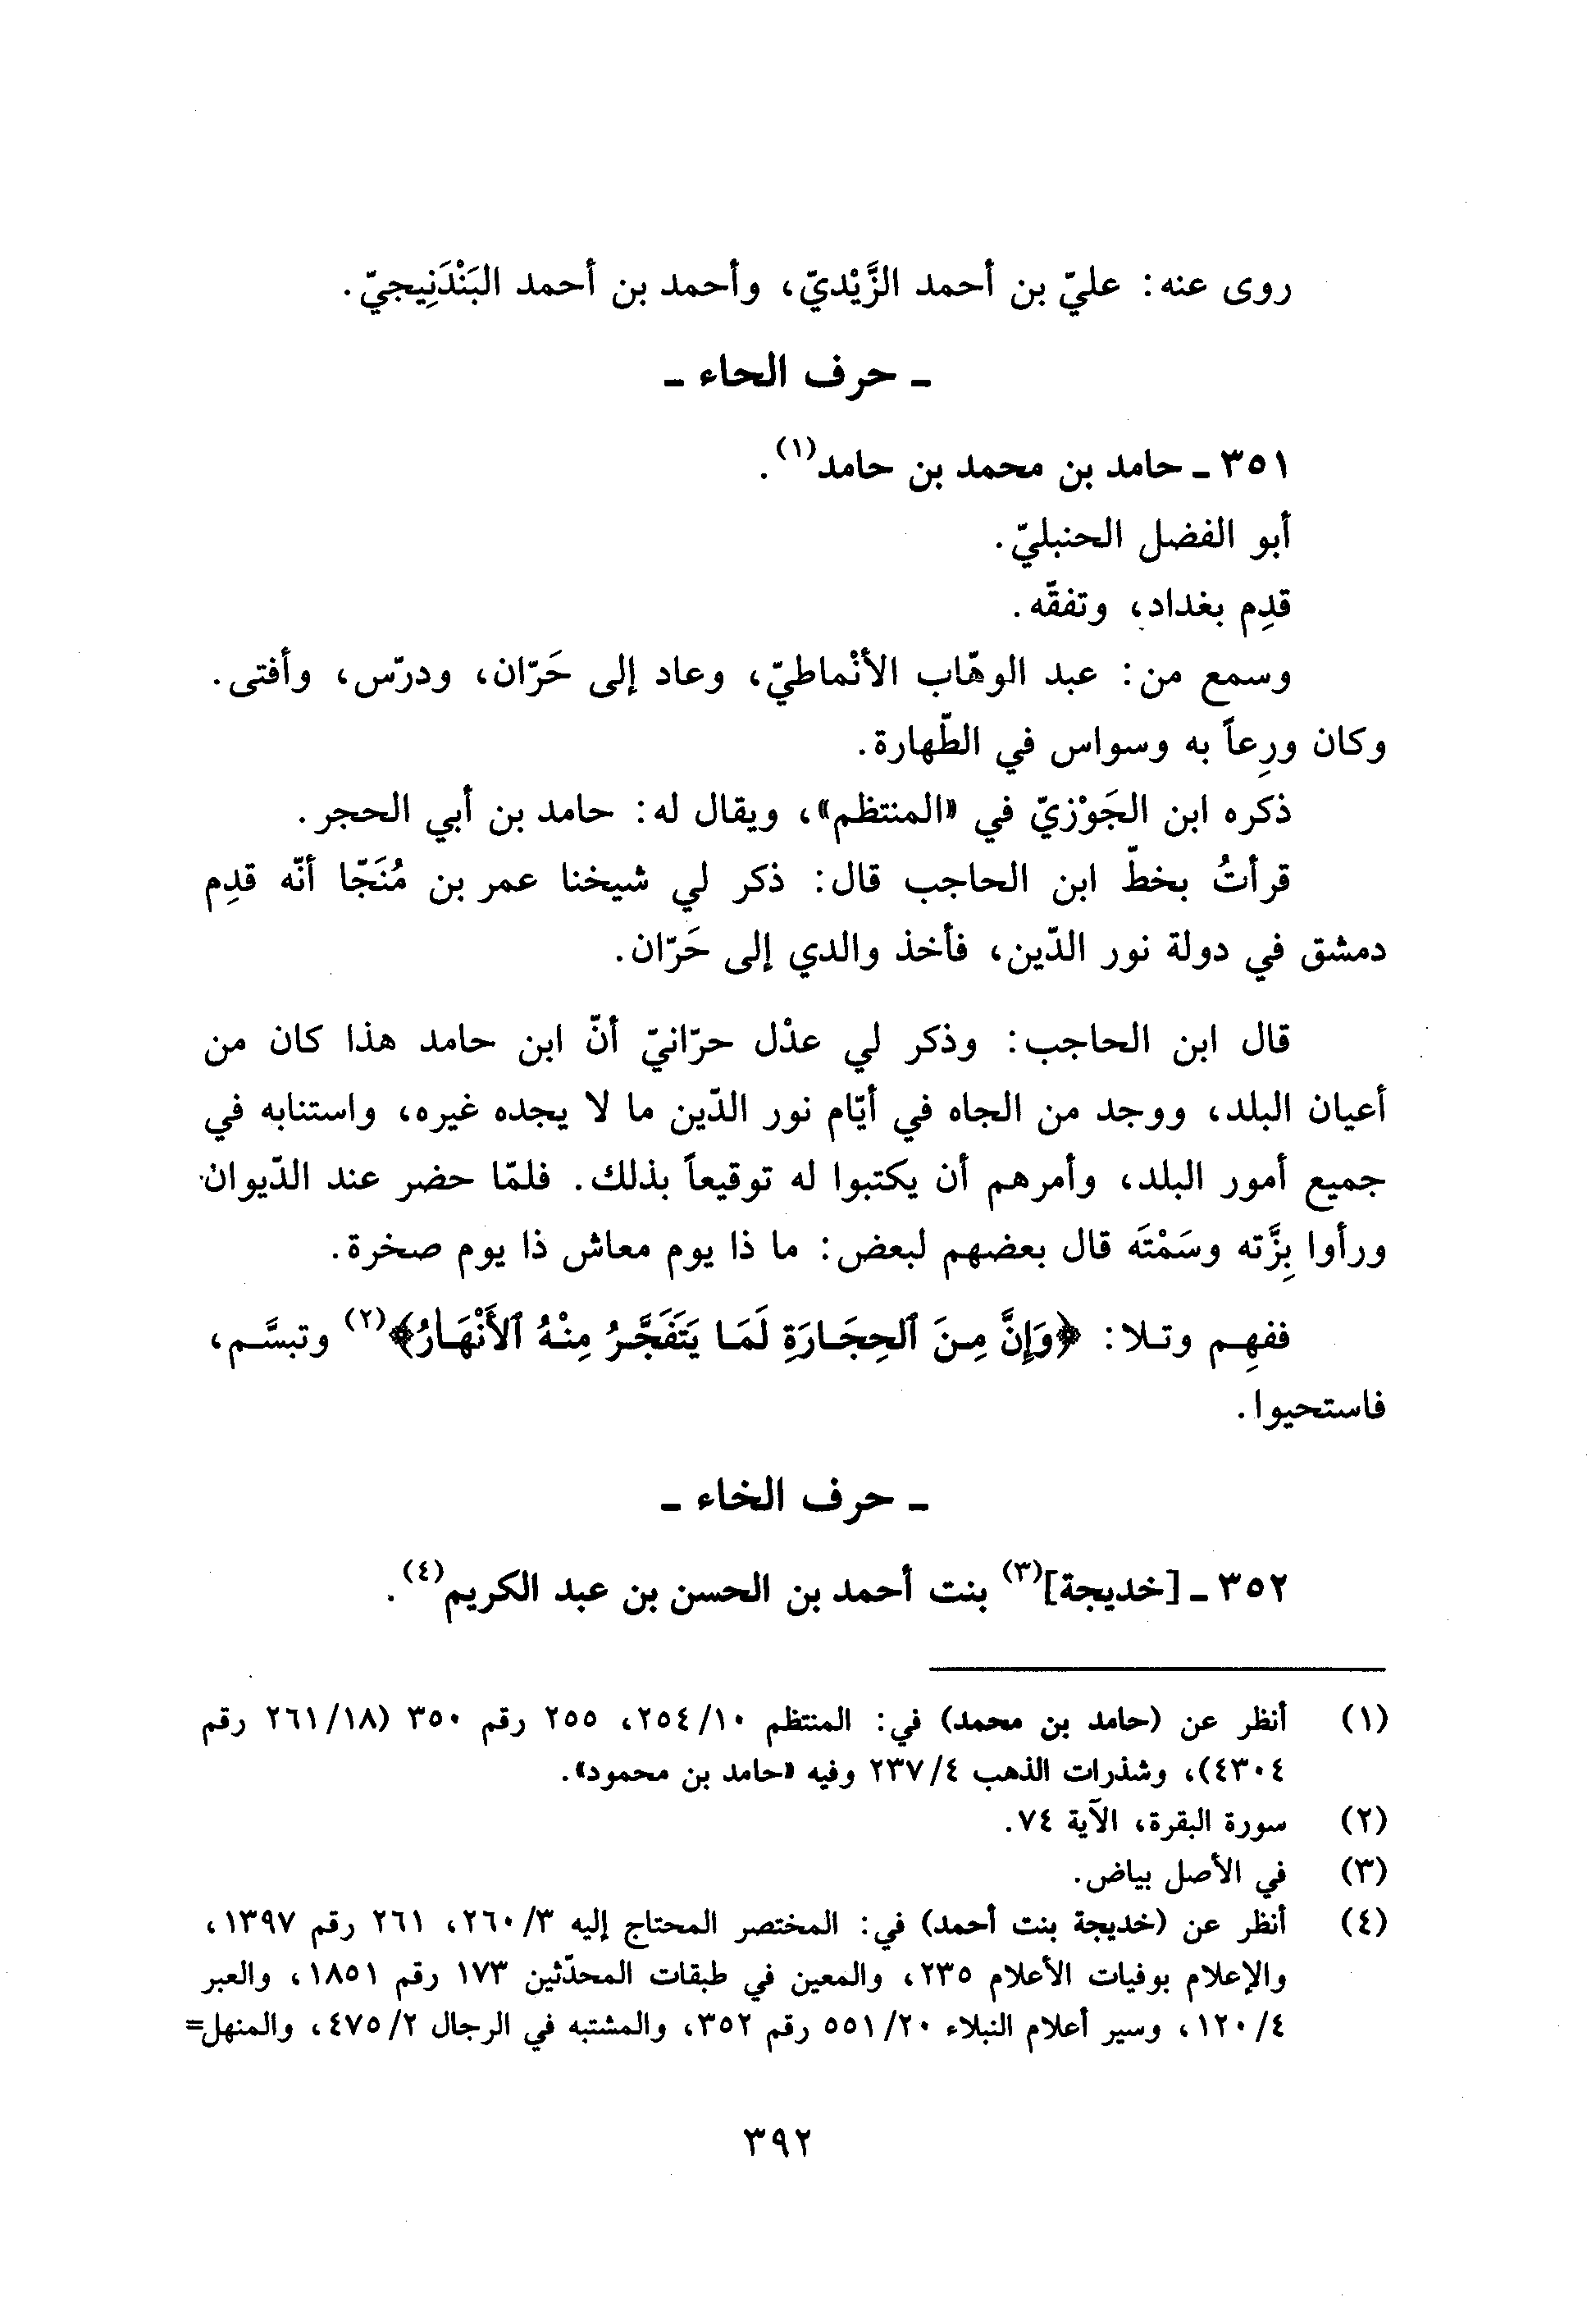 روى عنه: عليّ بن أحمد الزَّيْديّ، وأحمد بن أحمد البَنْدَنِيجيّ.
ـ حرف الحاء ـ
٣٥١ ـ حامد بن محمد بن حامد(١).
أبو الفضل الحنبليّ.
قدِم بغداد، وتفقّه.
وسمع من: عبد الوهّاب الأنْماطيّ، وعاد إلى حَرّان، ودرّس، وأفتى.
وكان ورِعاً به وسواس في الطّهارة.
ذكره ابن الجَوْزيّ في «المنتظم»، ويقال له: حامد بن أبي الحجر.
قرأتُ بخطّ ابن الحاجب قال: ذكر لي شيخنا عمر بن مُنَجّا أنّه قدِم
دمشق في دولة نور الدّين، فأخذ والدي إلى حَرّان.
قال ابن الحاجب: وذكر لي عدْل حرّانيّ أنّ ابن حامد هذا كان من
أعيان البلد، ووجد من الجاه في أيّام نور الدّين ما لا يجده غيره، واستنابه في
جميع أمور البلد، وأمرهم أن يكتبوا له توقيعاً بذلك. فلمّا حضر عند الدّيوان
ورأوا بِزَّته وسَمْتَه قال بعضهم لبعض: ما ذا يوم معاش ذا يوم صخرة.
ففهِم وتلا: ﴿وَإِنَّ مِنَ ٱلحِجَارَةِ لَمَا يَتَفَجَّرُ مِنْهُ ٱلأَنْهَارُ﴾(٢) وتبسَّم،
فاستحيوا.
ـ حرف الخاء ـ
٣٥٢ ـ [خديجة](٣) بنت أحمد بن الحسن بن عبد الكريم(٤).
(١) أنظر عن (حامد بن محمد) في: المنتظم ١٠/٢٥٤، ٢٥٥ رقم ٣٥٠ (١٨/٢٦١ رقم
٤٣٠٤)، وشذرات الذهب ٤/٢٣٧ وفيه «حامد بن محمود».
(٢) سورة البقرة، الآية ٧٤.
(٣) في الأصل بياض.
(٤) أنظر عن (خديجة بنت أحمد) في: المختصر المحتاج إليه ٣/٢٦٠، ٢٦١ رقم ١٣٩٧،
والإعلام بوفيات الأعلام ٢٣٥، والمعين في طبقات المحدّثين ١٧٣ رقم ١٨٥١، والعبر
٤/١٢٠، وسير أعلام النبلاء ٢٠/٥٥١ رقم ٣٥٢، والمشتبه في الرجال ٢/٤٧٥، والمنهل=
٣٩٢